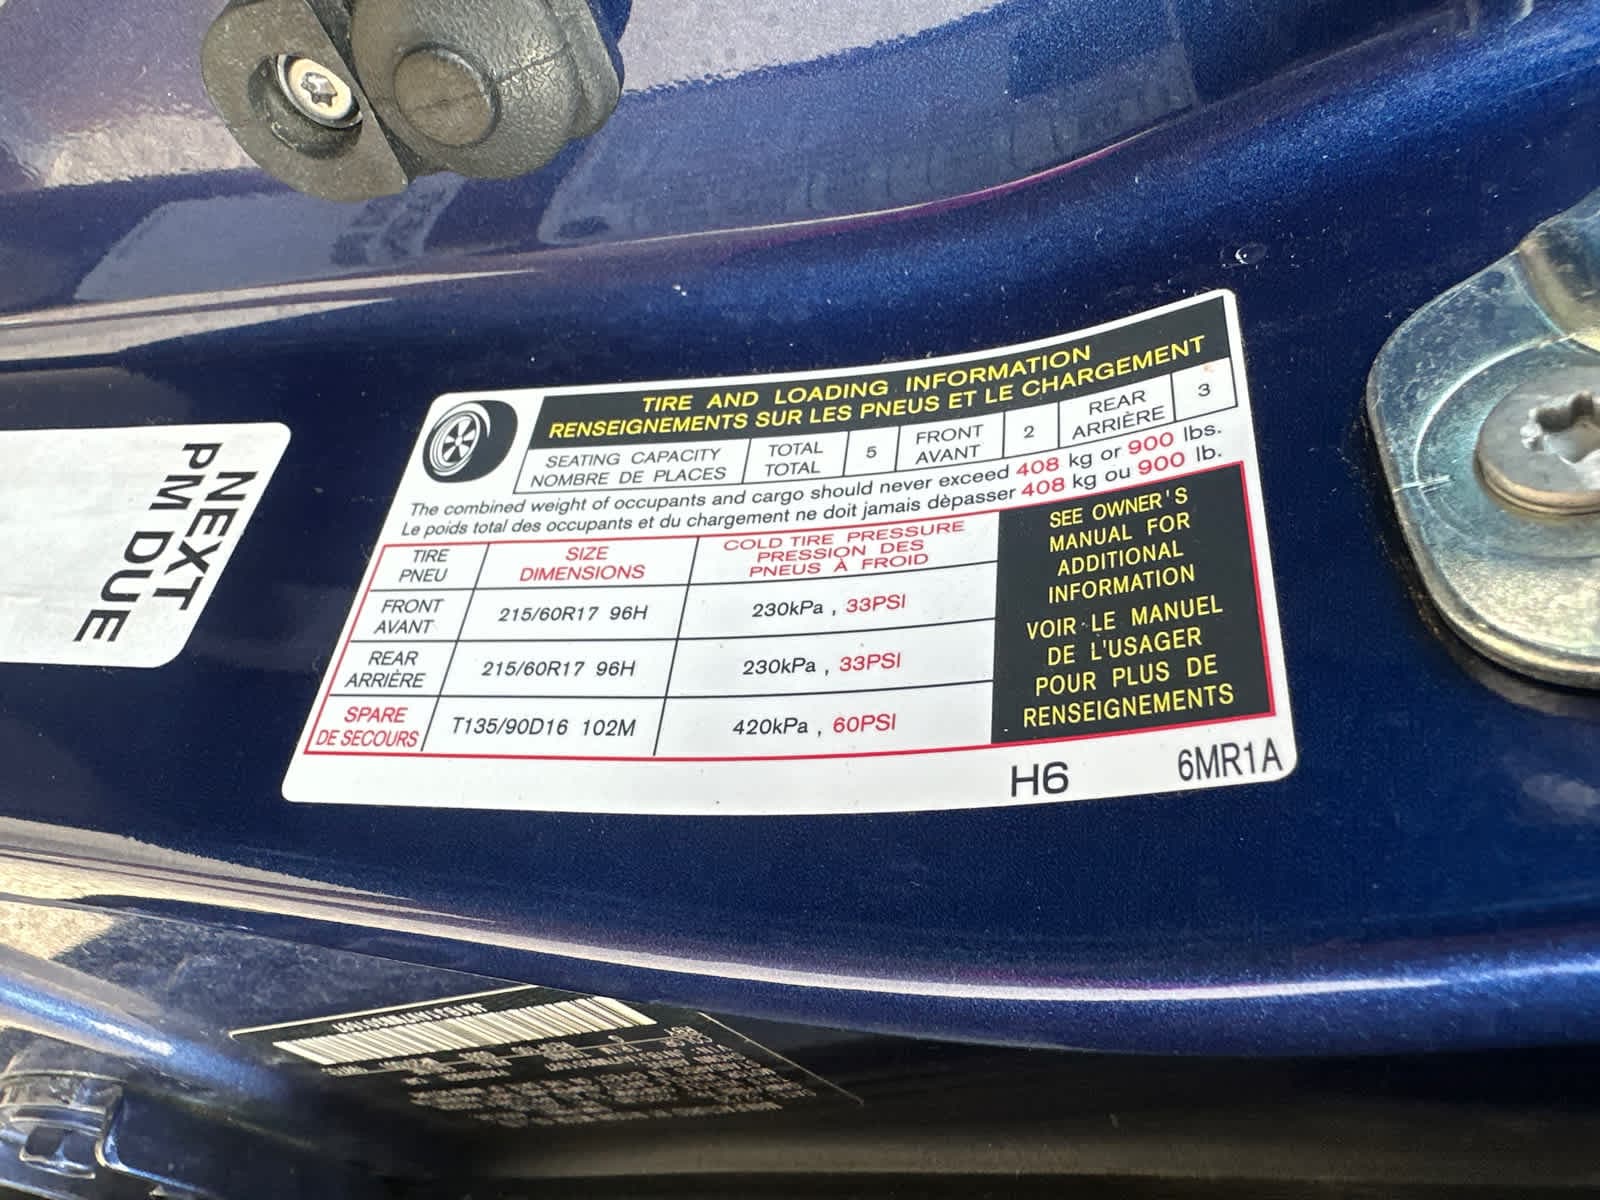 TIRE AND LOADING INFORMATION
RENSEIGNEMENTS SUR LES PNEUS ET LE CHARGEMENT
SEATING CAPACITY
NOMBRE DE PLACES
TOTAL
TOTAL
5
FRONT
AVANT
2
REAR
ARRIÈRE
3
The combined weight of occupants and cargo should never exceed 408 kg or 900 lbs.
Le poids total des occupants et du chargement ne doit jamais dèpasser 408 kg ou 900 lb.
TIRE
PNEU
SIZE
DIMENSIONS
COLD TIRE PRESSURE
PRESSION DES
PNEUS À FROID
FRONT
AVANT
215/60R17 96H
230kPa , 33PSI
REAR
ARRIÈRE
215/60R17 96H
230kPa , 33PSI
SPARE
DE SECOURS
T135/90D16 102M
420kPa , 60PSI
SEE OWNER'S
MANUAL FOR
ADDITIONAL
INFORMATION
VOIR LE MANUEL
DE L'USAGER
POUR PLUS DE
RENSEIGNEMENTS
H6
6MR1A
NEXT
PM DUE